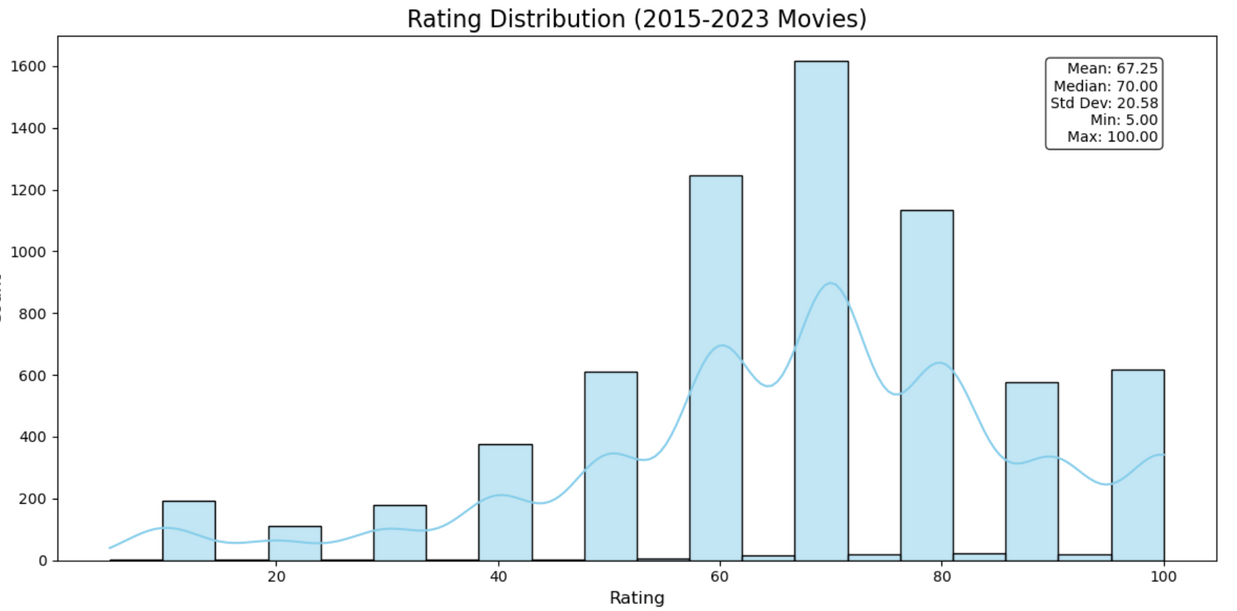 Rating Distribution (2015-2023 Movies)
Mean: 67.25
Median: 70.00
Std Dev: 20.58
Min: 5.00
Max: 100.00
1600
1400
1200
1000
800
600
400
200
0
20 40 60 80 100
Rating